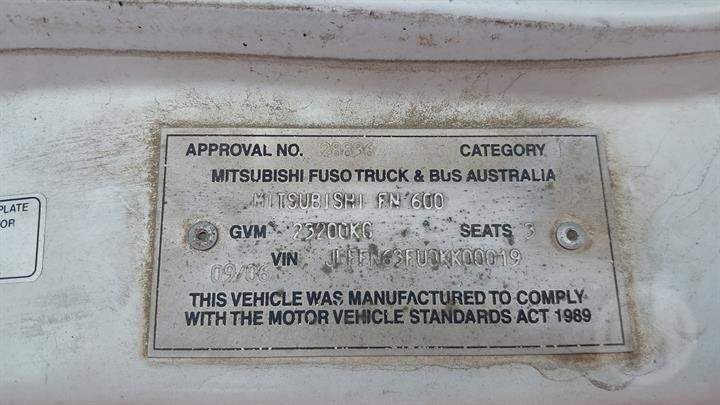 PLATE
OR
APPROVAL NO. 28836 CATEGORY
MITSUBISHI FUSO TRUCK & BUS AUSTRALIA
MITSUBISHI FN 600
GVM 23200KG SEATS 3
VIN
09/06
THIS VEHICLE WAS MANUFACTURED TO COMPLY
WITH THE MOTOR VEHICLE STANDARDS ACT 1989